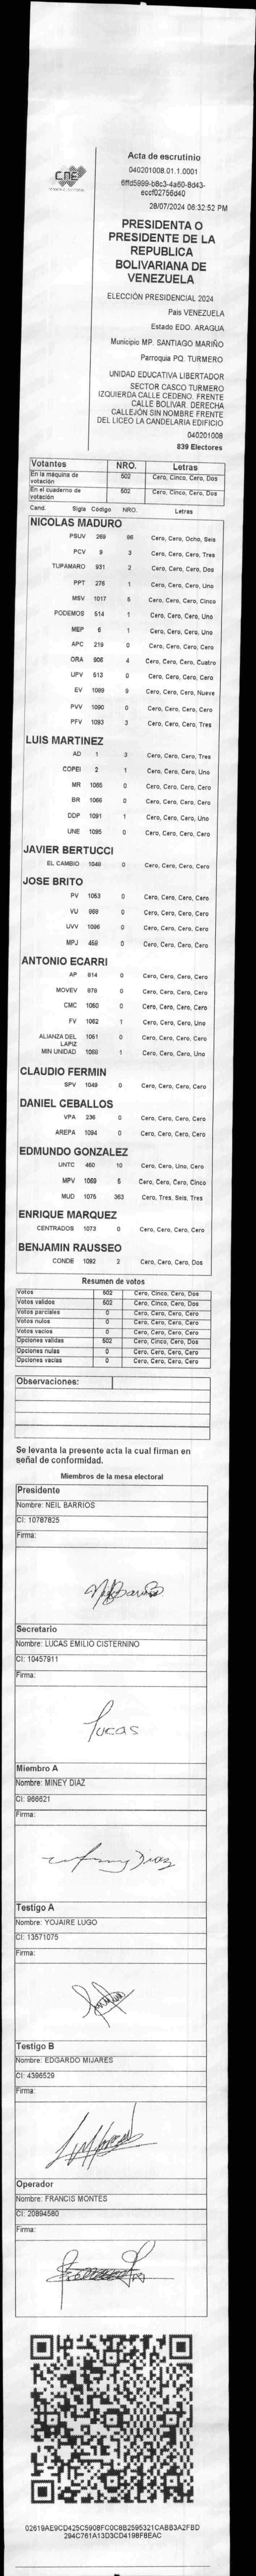 CNE
Acta de escrutinio
040201008.01.1.0001
6ffd5999-b8c3-4a60-8d43-
eccf02756d40
28/07/2024 06:32:52 PM
PRESIDENTA O
PRESIDENTE DE LA
REPUBLICA
BOLIVARIANA DE
VENEZUELA
ELECCIÓN PRESIDENCIAL 2024
Pais VENEZUELA
Estado EDO. ARAGUA
Municipio MP. SANTIAGO MARIÑO
Parroquia PQ. TURMERO
UNIDAD EDUCATIVA LIBERTADOR
SECTOR CASCO TURMERO
IZQUIERDA CALLE CEDENO. FRENTE
CALLE BOLIVAR. DERECHA
CALLEJÓN SIN NOMBRE FRENTE
DEL LICEO LA CANDELARIA EDIFICIO
040201008
839 Electores
Votantes NRO. Letras
En la máquina de votación 502 Cero, Cinco, Cero, Dos
En el cuaderno de votación 502 Cero, Cinco, Cero, Dos
Cand. Sigla Código NRO. Letras
NICOLAS MADURO
PSUV 269 86 Cero, Cero, Ocho, Seis
PCV 9 3 Cero, Cero, Cero, Tres
TUPAMARO 931 2 Cero, Cero, Cero, Dos
PPT 276 1 Cero, Cero, Cero, Uno
MSV 1017 5 Cero, Cero, Cero, Cinco
PODEMOS 514 1 Cero, Cero, Cero, Uno
MEP 6 1 Cero, Cero, Cero, Uno
APC 219 0 Cero, Cero, Cero, Cero
ORA 906 4 Cero, Cero, Cero, Cuatro
UPV 513 0 Cero, Cero, Cero, Cero
EV 1089 9 Cero, Cero, Cero, Nueve
PVV 1090 0 Cero, Cero, Cero, Cero
PFV 1093 3 Cero, Cero, Cero, Tres
LUIS MARTINEZ
AD 1 3 Cero, Cero, Cero, Tres
COPEI 2 1 Cero, Cero, Cero, Uno
MR 1065 0 Cero, Cero, Cero, Cero
BR 1066 0 Cero, Cero, Cero, Cero
DDP 1091 1 Cero, Cero, Cero, Uno
UNE 1095 0 Cero, Cero, Cero, Cero
JAVIER BERTUCCI
EL CAMBIO 1048 0 Cero, Cero, Cero, Cero
JOSE BRITO
PV 1053 0 Cero, Cero, Cero, Cero
VU 969 0 Cero, Cero, Cero, Cero
UVV 1096 0 Cero, Cero, Cero, Cero
MPJ 459 0 Cero, Cero, Cero, Cero
ANTONIO ECARRI
AP 614 0 Cero, Cero, Cero, Cero
MOVEV 878 0 Cero, Cero, Cero, Cero
CMC 1060 0 Cero, Cero, Cero, Cero
FV 1062 1 Cero, Cero, Cero, Uno
ALIANZA DEL LAPIZ 1051 0 Cero, Cero, Cero, Cero
MIN UNIDAD 1068 1 Cero, Cero, Cero, Uno
CLAUDIO FERMIN
SPV 1049 0 Cero, Cero, Cero, Cero
DANIEL CEBALLOS
VPA 236 0 Cero, Cero, Cero, Cero
AREPA 1094 0 Cero, Cero, Cero, Cero
EDMUNDO GONZALEZ
UNTC 460 10 Cero, Cero, Uno, Cero
MPV 1069 5 Cero, Cero, Cero, Cinco
MUD 1075 363 Cero, Tres, Seis, Tres
ENRIQUE MARQUEZ
CENTRADOS 1073 0 Cero, Cero, Cero, Cero
BENJAMIN RAUSSEO
CONDE 1092 2 Cero, Cero, Cero, Dos
Resumen de votos
Votos 502 Cero, Cinco, Cero, Dos
Votos validos 502 Cero, Cinco, Cero, Dos
Votos parciales 0 Cero, Cero, Cero, Cero
Votos nulos 0 Cero, Cero, Cero, Cero
Votos vacios 0 Cero, Cero, Cero, Cero
Opciones validas 502 Cero, Cinco, Cero, Dos
Opciones nulas 0 Cero, Cero, Cero, Cero
Opciones vacias 0 Cero, Cero, Cero, Cero
Observaciones:
Se levanta la presente acta la cual firman en
señal de conformidad.
Miembros de la mesa electoral
Presidente
Nombre: NEIL BARRIOS
CI: 10787825
Firma:
Secretario
Nombre: LUCAS EMILIO CISTERNINO
CI: 10457911
Firma:
Lucas
Miembro A
Nombre: MINEY DIAZ
CI: 966621
Firma:
Testigo A
Nombre: YOJAIRE LUGO
CI: 13571075
Firma:
Testigo B
Nombre: EDGARDO MIJARES
CI: 4396529
Firma:
Operador
Nombre: FRANCIS MONTES
CI: 20894580
Firma:
02619AE9CD425C5908FC0C8B2595321CABB3A2FBD
294C761A13D3CD4198F8EAC